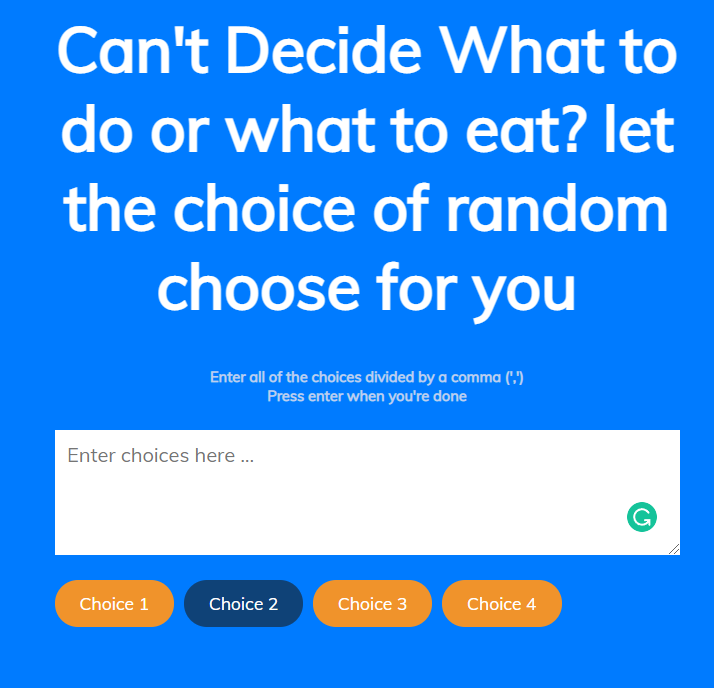 Can't Decide What to
do or what to eat? let
the choice of random
choose for you
Enter all of the choices divided by a comma (',')
Press enter when you're done
Enter choices here ...
Choice 1
Choice 2
Choice 3
Choice 4